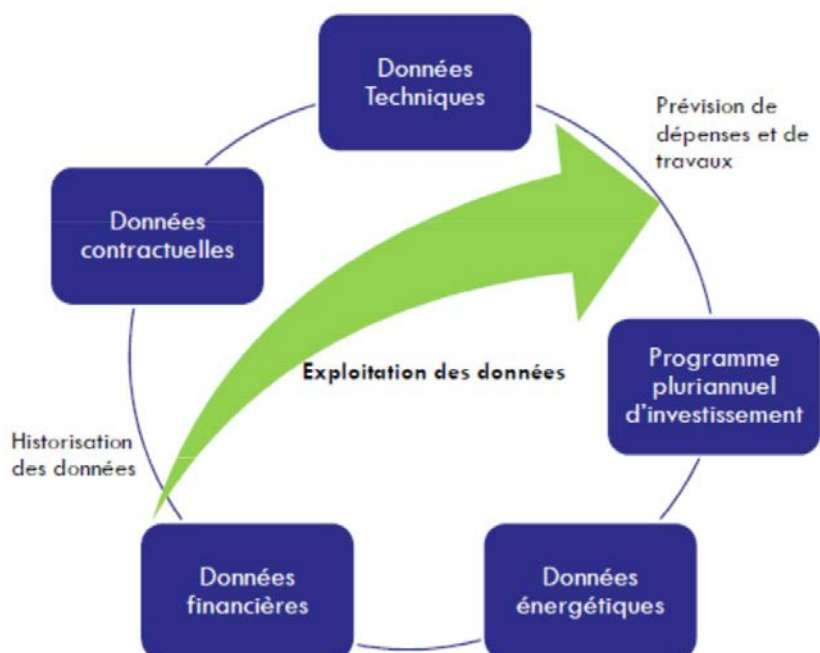 Données
Techniques
Prévision de
dépenses et de
travaux
Données
contractuelles
Programme
pluriannuel
d'investissement
Exploitation des données
Historisation
des données
Données
financières
Données
énergétiques